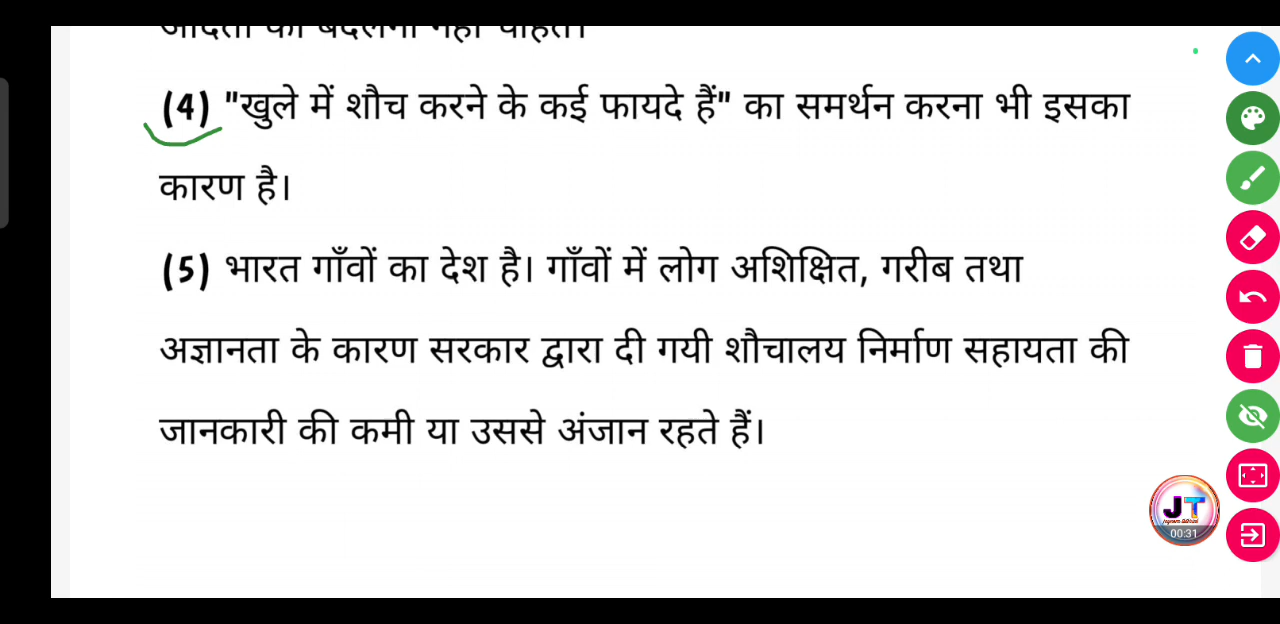 (4) "खुले में शौच करने के कई फायदे हैं" का समर्थन करना भी इसका
कारण है।
(5) भारत गाँवों का देश है। गाँवों में लोग अशिक्षित, गरीब तथा
अज्ञानता के कारण सरकार द्वारा दी गयी शौचालय निर्माण सहायता की
जानकारी की कमी या उससे अंजान रहते हैं।
JT
00:31